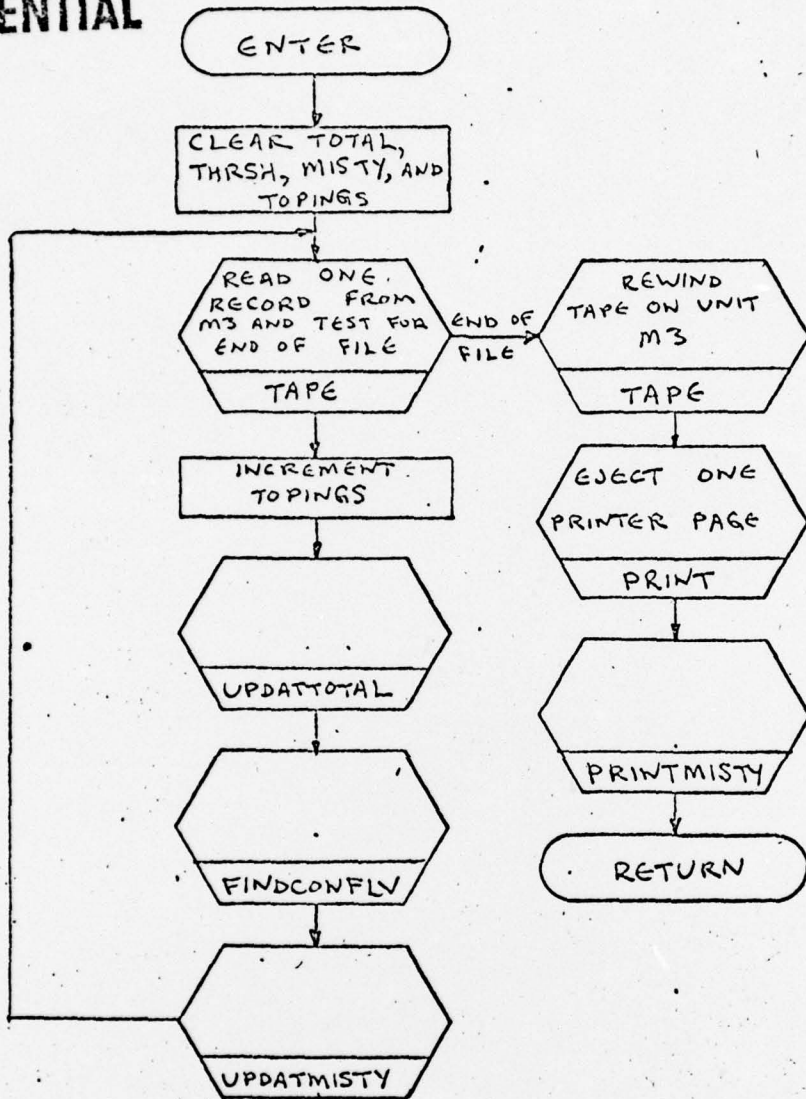 ENTIAL
ENTER
CLEAR TOTAL,
THRSH, MISTY, AND
TOPINGS
READ ONE
RECORD FROM
M3 AND TEST FOR
END OF FILE
TAPE
END OF
FILE
REWIND
TAPE ON UNIT
M3
TAPE
INCREMENT
TOPINGS
EJECT ONE
PRINTER PAGE
PRINT
UPDATTOTAL
PRINTMISTY
FINDCONFLV
RETURN
UPDATMISTY